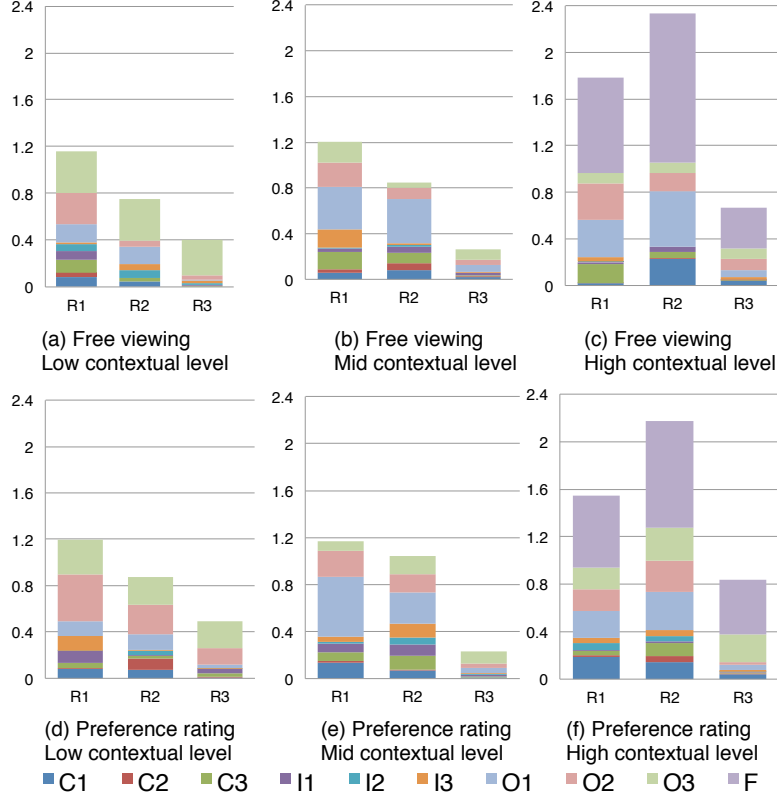 2.4 2.4 2.4
2 2 2
1.6 1.6 1.6
1.2 1.2 1.2
0.8 0.8 0.8
0.4 0.4 0.4
0 0 0
R1 R2 R3 R1 R2 R3 R1 R2 R3
(a) Free viewing (b) Free viewing (c) Free viewing
Low contextual level Mid contextual level High contextual level
2.4 2.4 2.4
2 2 2
1.6 1.6 1.6
1.2 1.2 1.2
0.8 0.8 0.8
0.4 0.4 0.4
0 0 0
R1 R2 R3 R1 R2 R3 R1 R2 R3
(d) Preference rating (e) Preference rating (f) Preference rating
Low contextual level Mid contextual level High contextual level
C1 C2 C3 I1 I2 I3 O1 O2 O3 F